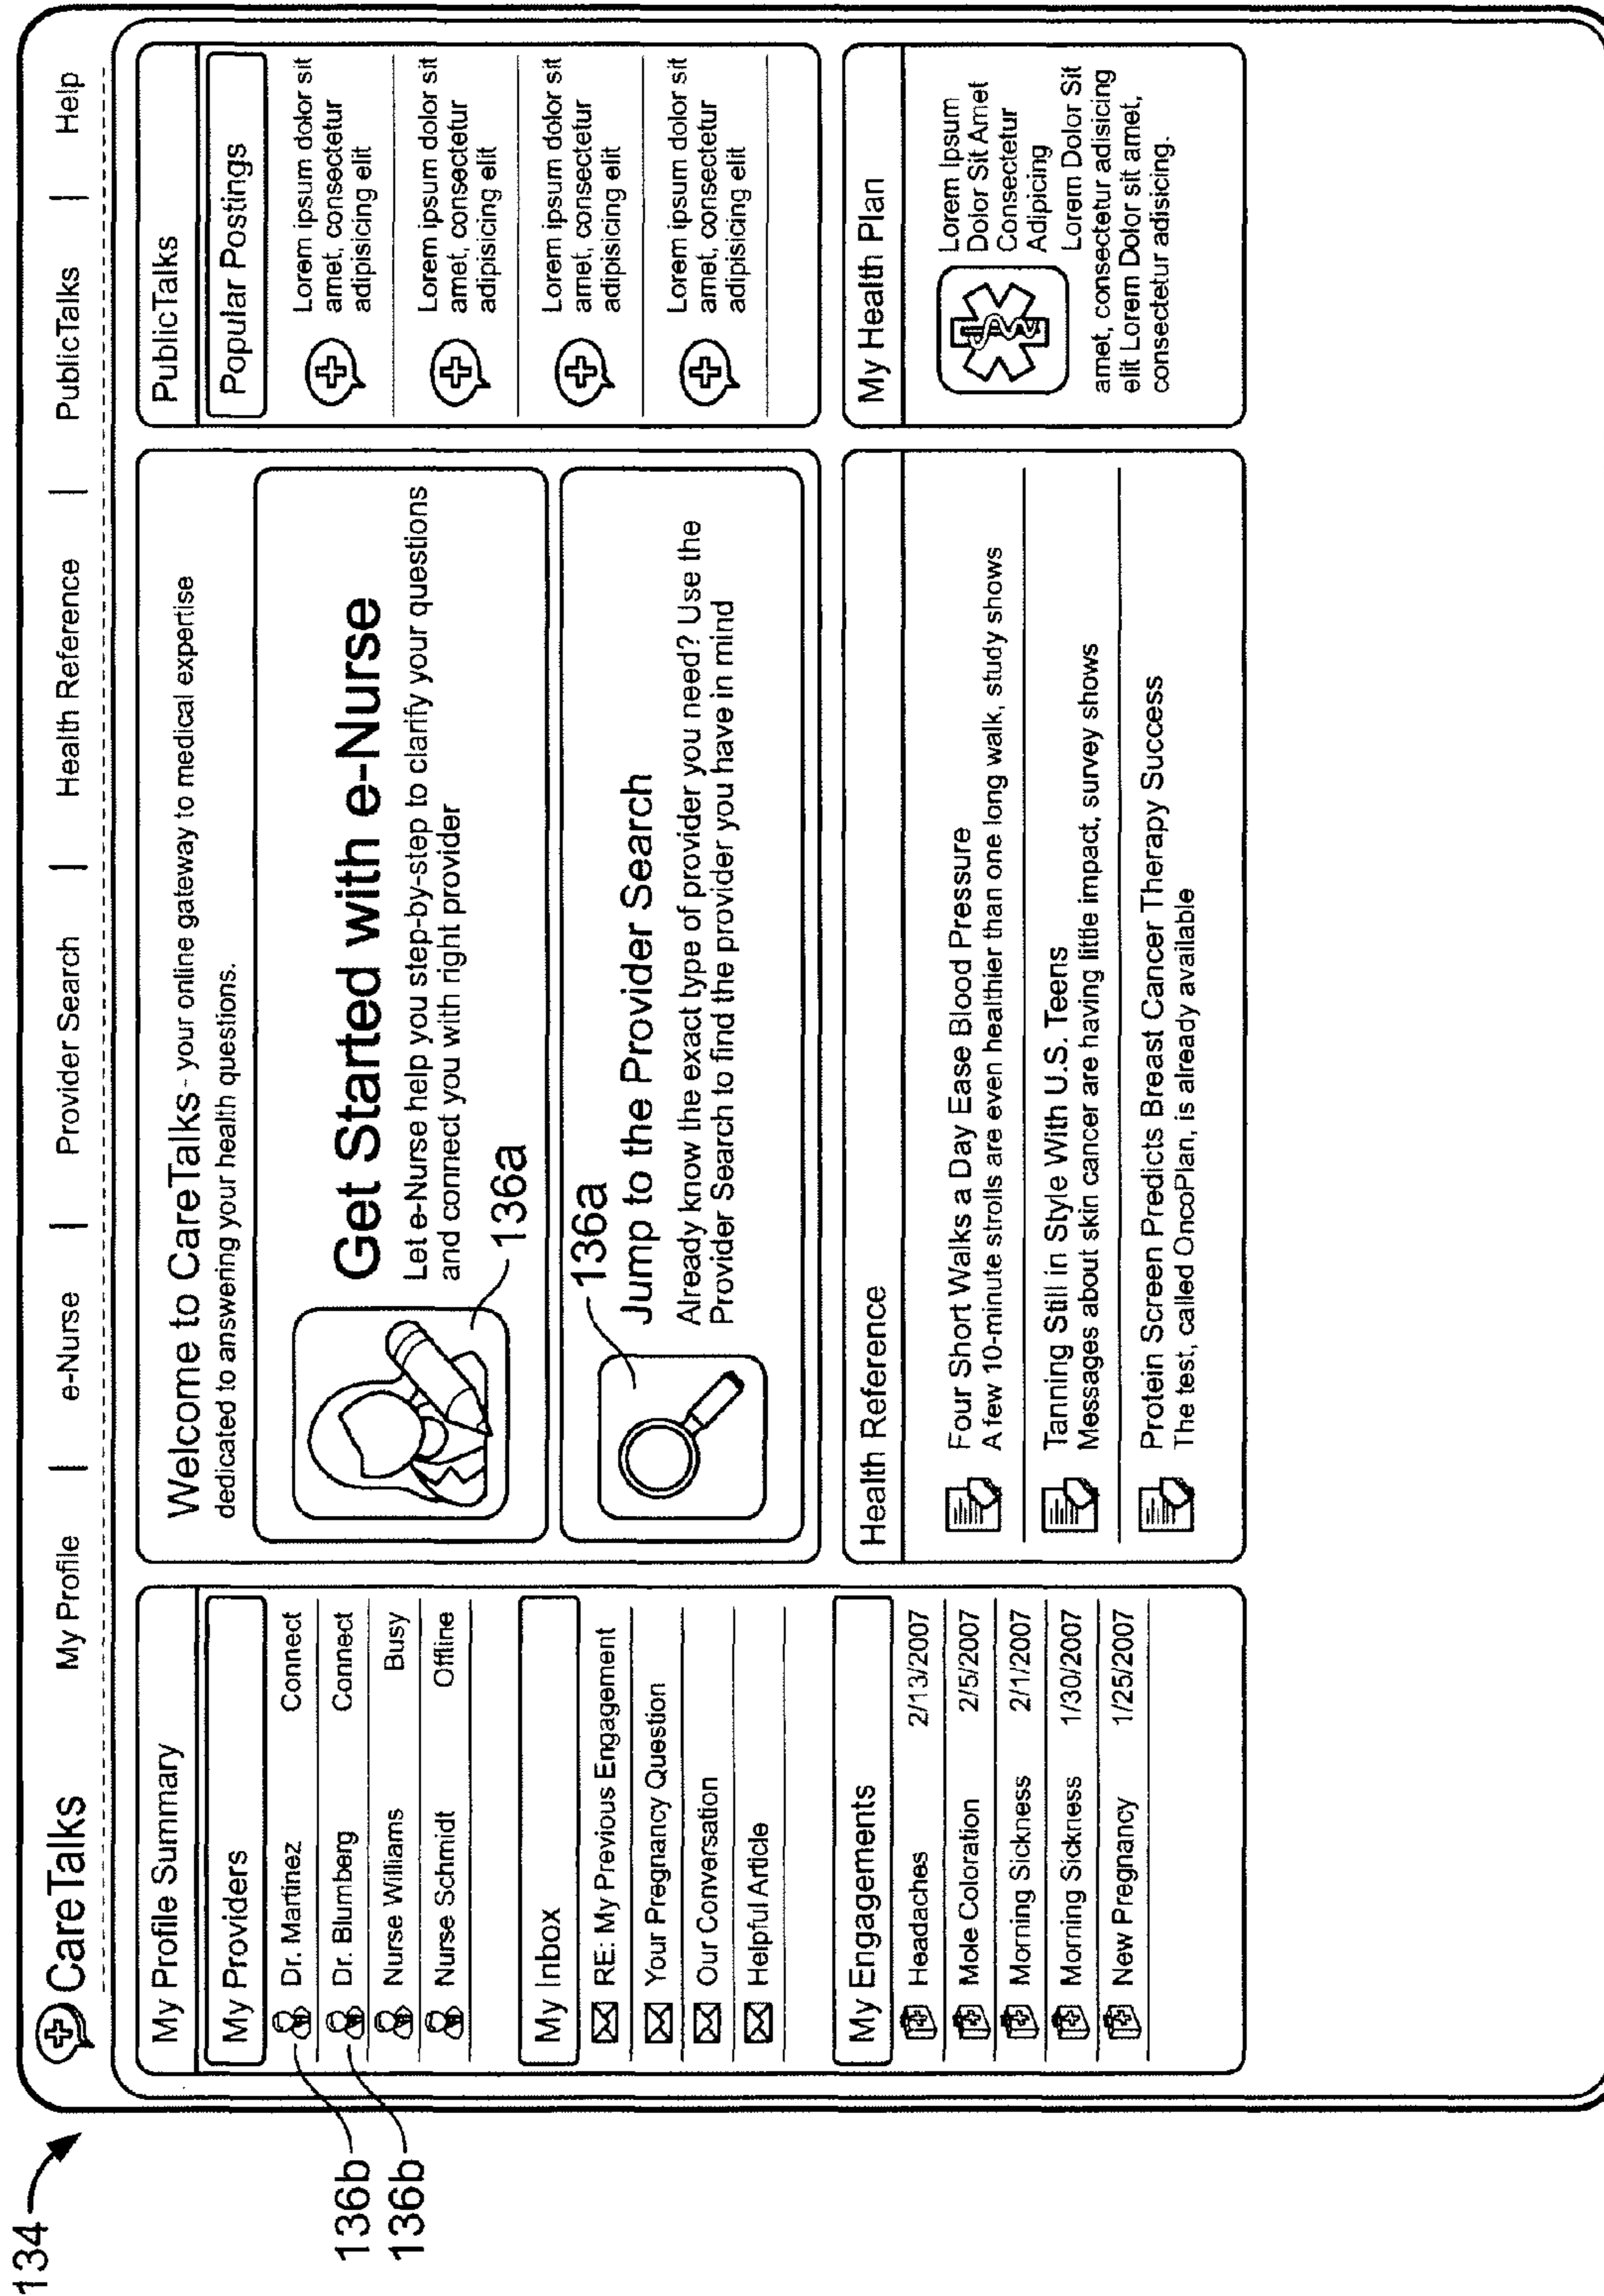 134
CareTalks
My Profile | e-Nurse | Provider Search | Health Reference | PublicTalks | Help
My Profile Summary
My Providers
Dr. Martinez Connect
Dr. Blumberg Connect
Nurse Williams Busy
Nurse Schmidt Offline
136b
136b
My Inbox
RE: My Previous Engagement
Your Pregnancy Question
Our Conversation
Helpful Article
My Engagements
Headaches 2/13/2007
Mole Coloration 2/5/2007
Morning Sickness 2/1/2007
Morning Sickness 1/30/2007
New Pregnancy 1/25/2007
Welcome to CareTalks - your online gateway to medical expertise
dedicated to answering your health questions.
Get Started with e-Nurse
Let e-Nurse help you step-by-step to clarify your questions
and connect you with right provider
136a
136a
Jump to the Provider Search
Already know the exact type of provider you need? Use the
Provider Search to find the provider you have in mind
Health Reference
Four Short Walks a Day Ease Blood Pressure
A few 10-minute strolls are even healthier than one long walk, study shows
Tanning Still in Style With U.S. Teens
Messages about skin cancer are having little impact, survey shows
Protein Screen Predicts Breast Cancer Therapy Success
The test, called OncoPlan, is already available
PublicTalks
Popular Postings
Lorem ipsum dolor sit
amet, consectetur
adipisicing elit
Lorem ipsum dolor sit
amet, consectetur
adipisicing elit
Lorem ipsum dolor sit
amet, consectetur
adipisicing elit
Lorem ipsum dolor sit
amet, consectetur
adipisicing elit
My Health Plan
Lorem Ipsum
Dolor Sit Amet
Consectetur
Adipicing
Lorem Dolor Sit
amet, consectetur adisicing
elit Lorem Dolor sit amet,
consectetur adisicing.